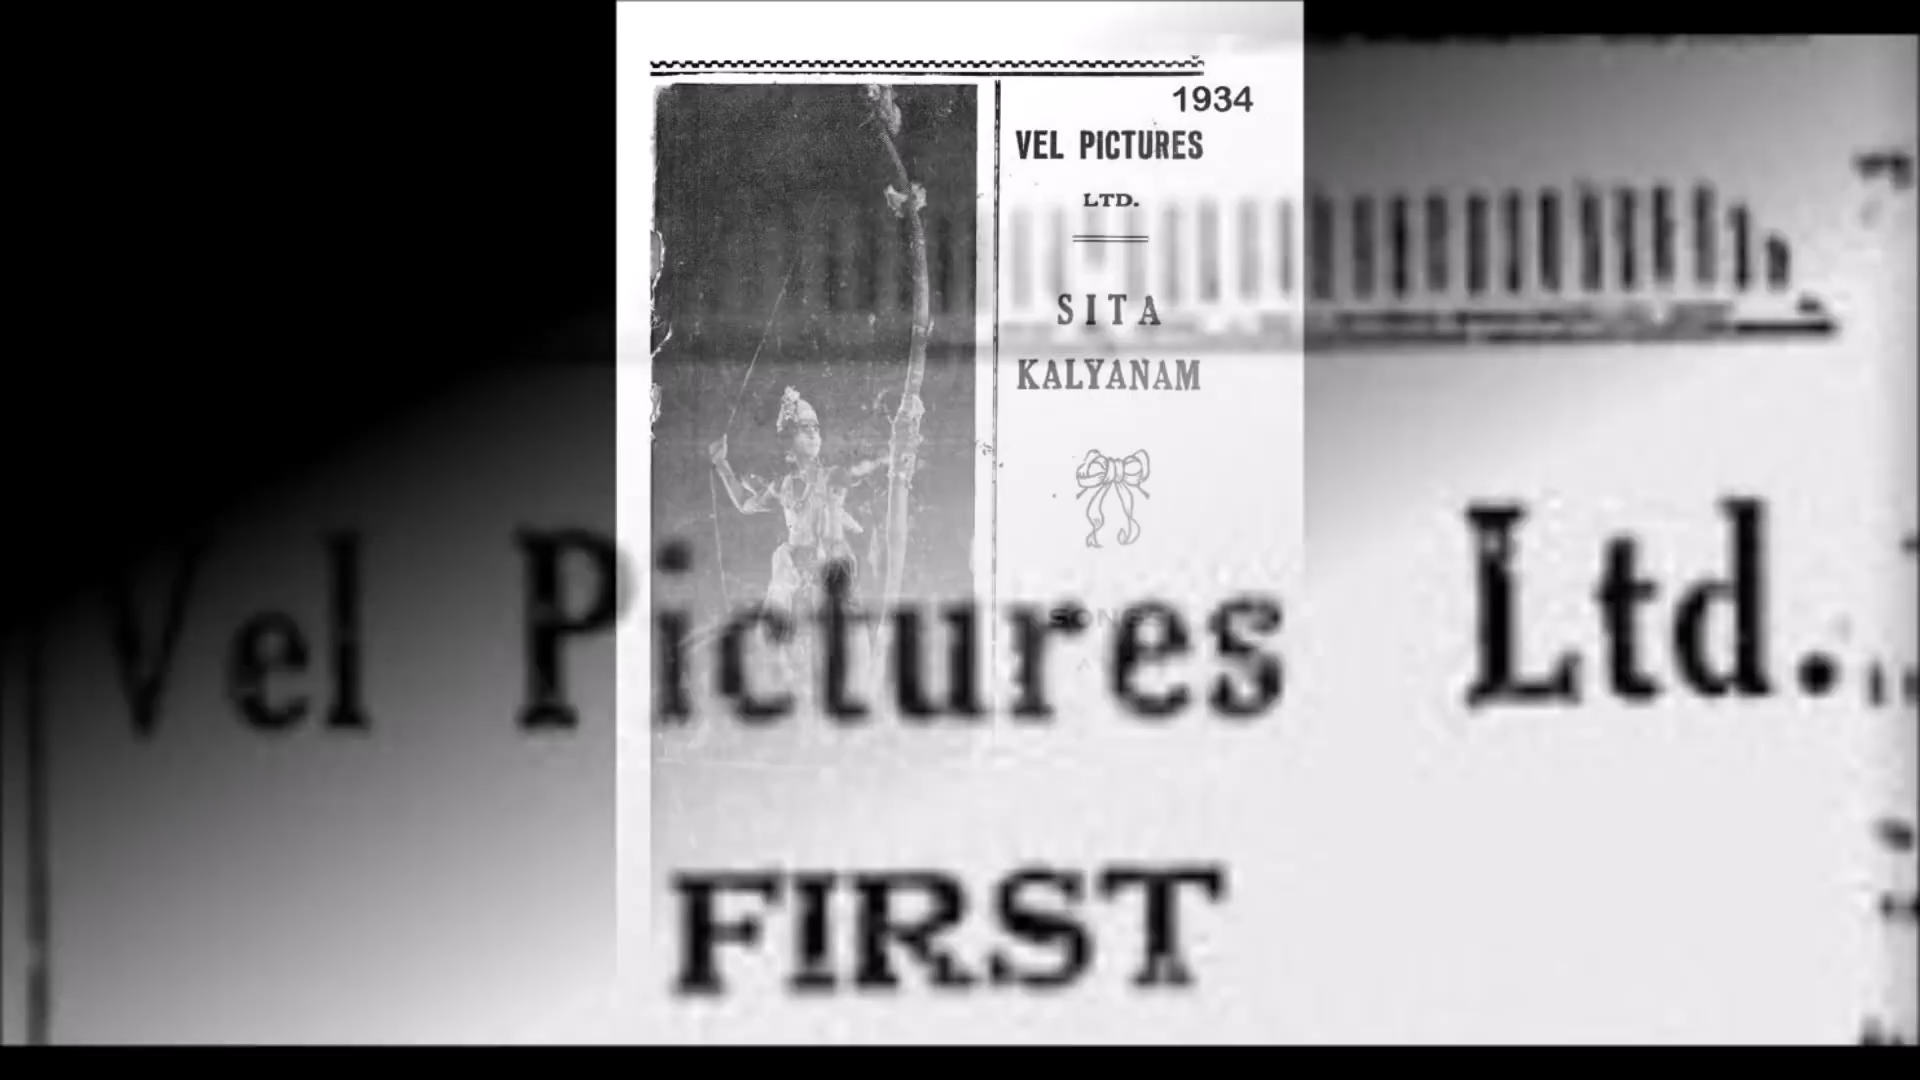 1934
VEL PICTURES
LTD.
SITA
KALYANAM
Vel Pictures Ltd.
FIRST